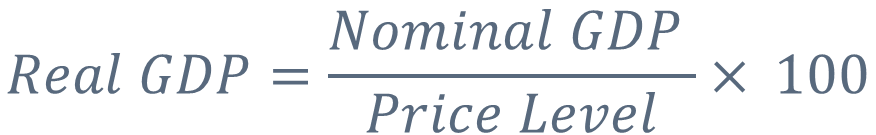 Real GDP = Nominal GDP / Price Level × 100